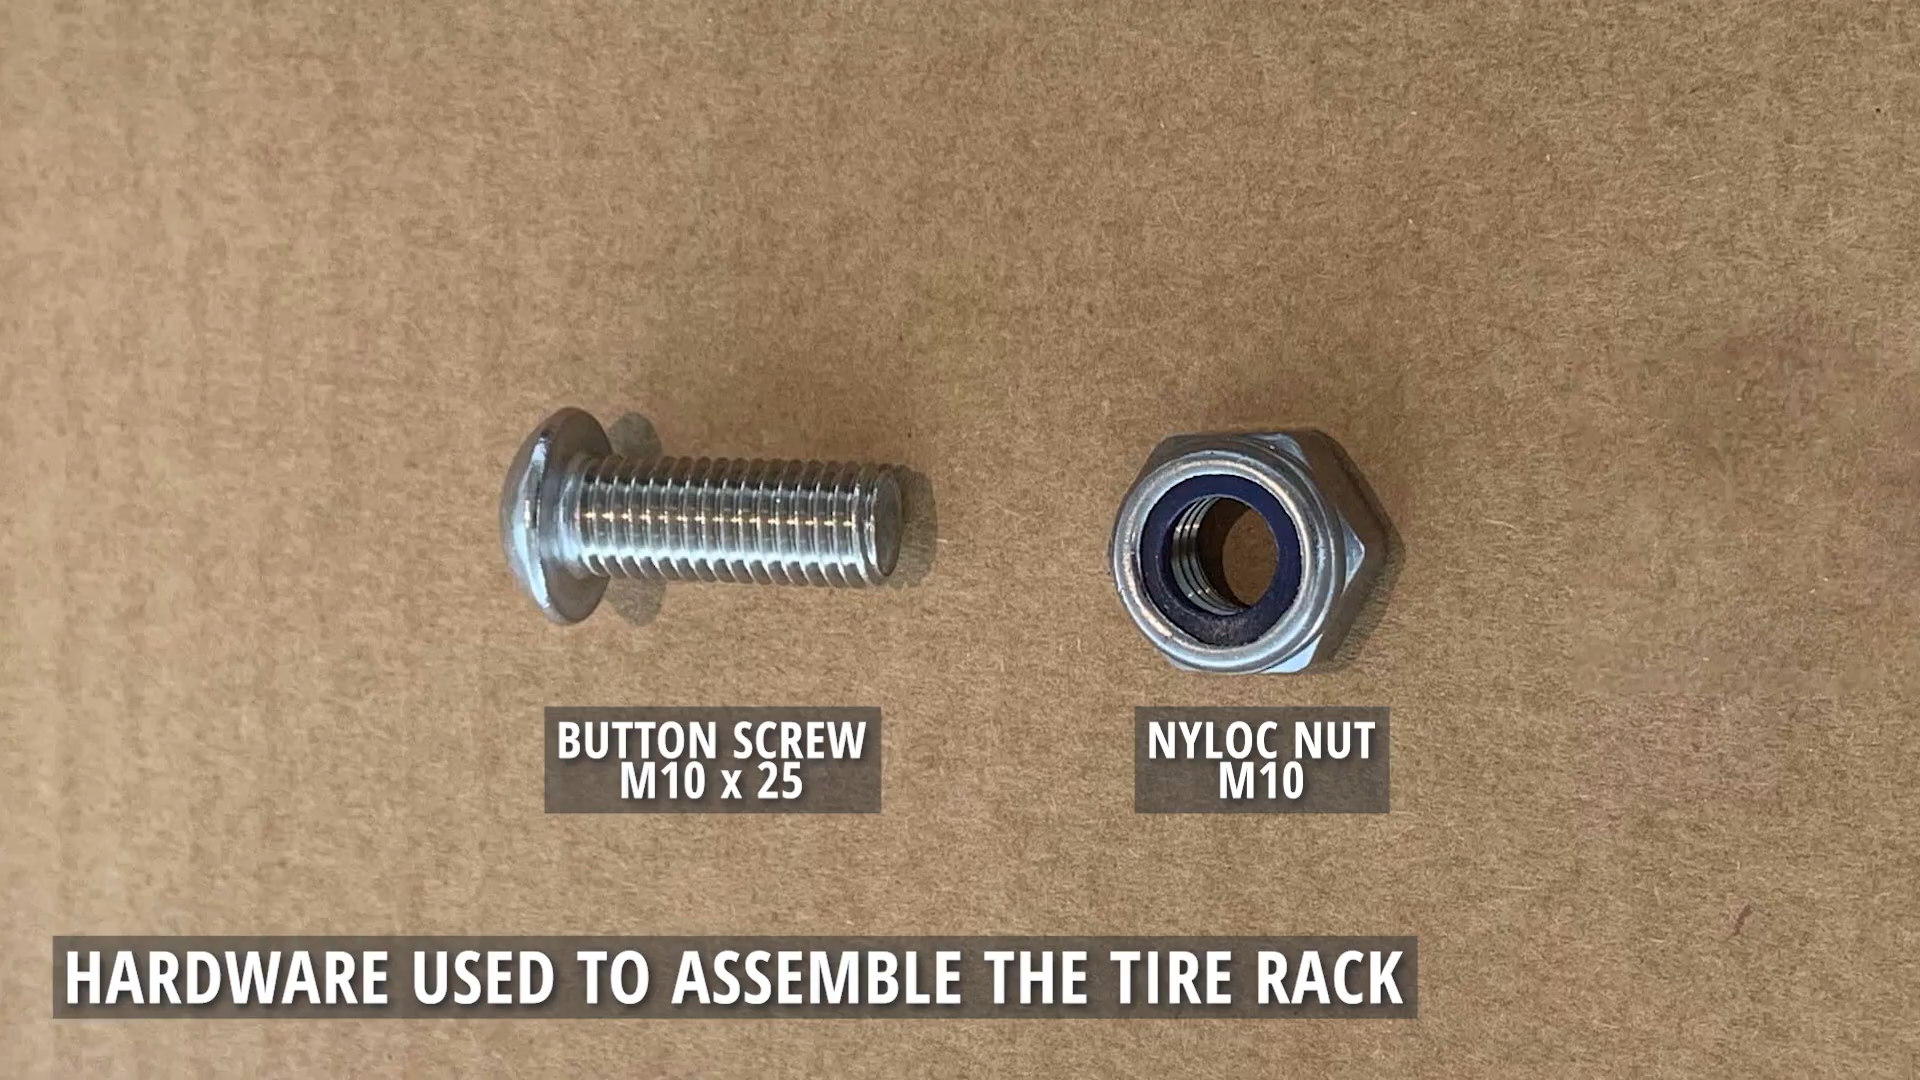 BUTTON SCREW
M10 x 25
NYLOC NUT
M10
HARDWARE USED TO ASSEMBLE THE TIRE RACK